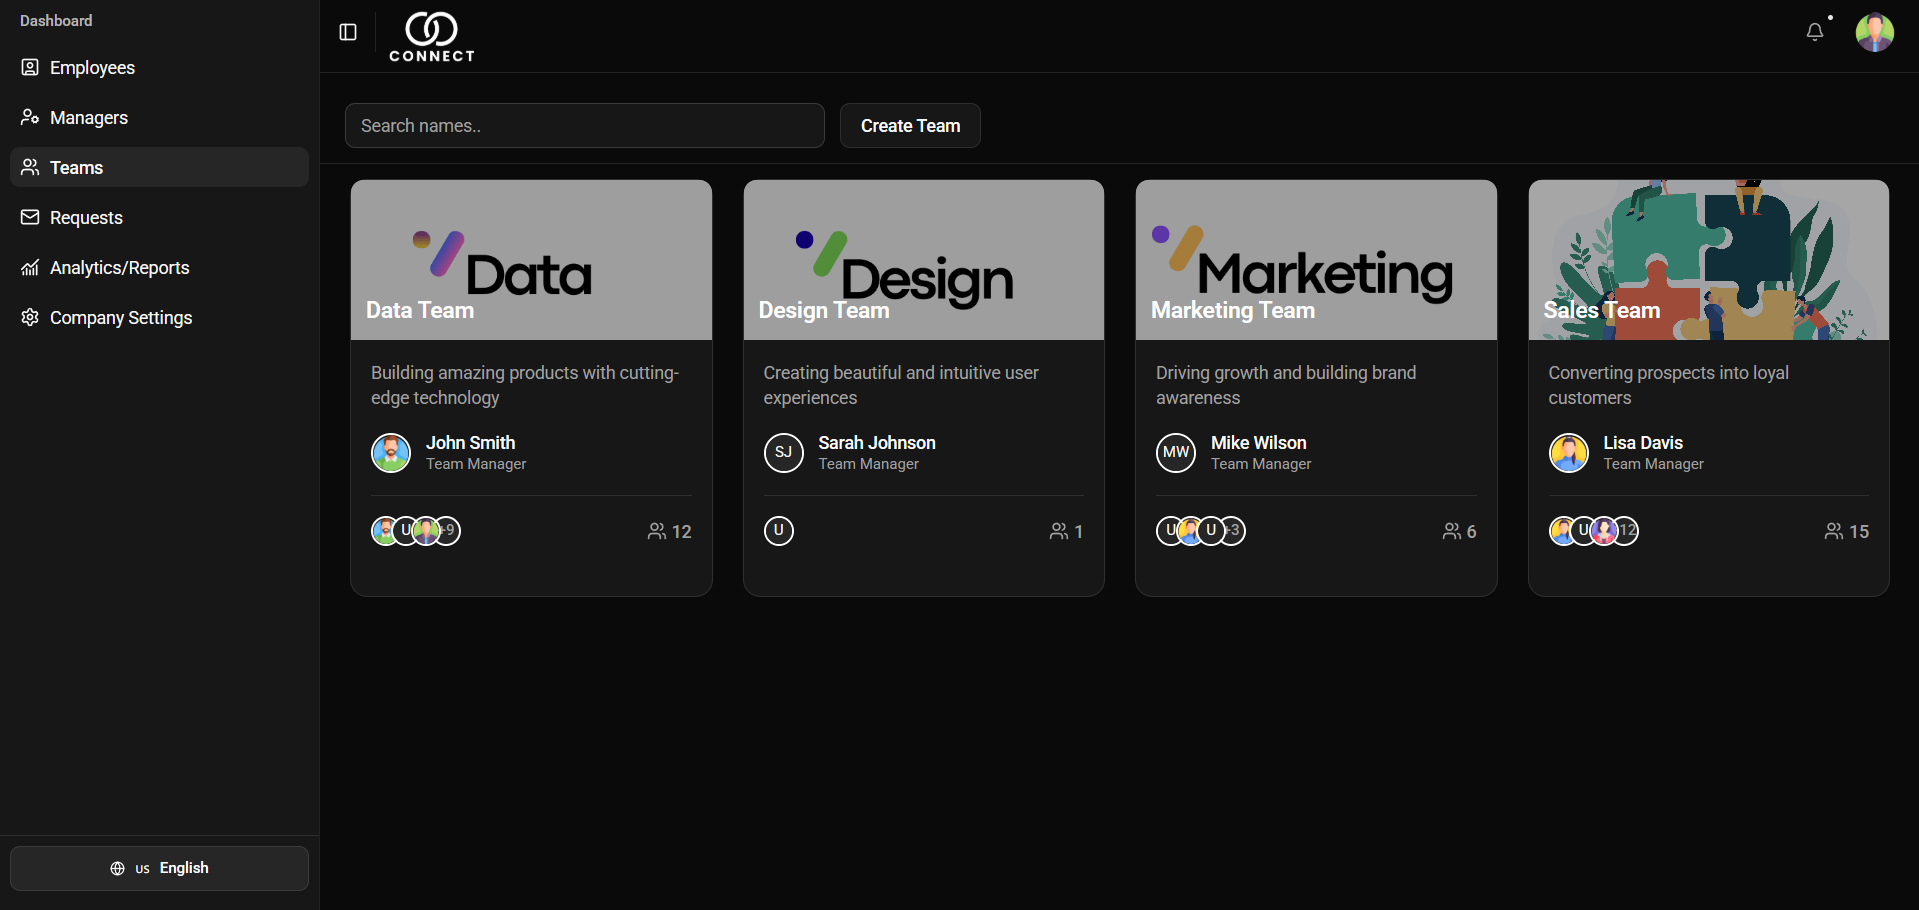 Dashboard
Employees
Managers
Teams
Requests
Analytics/Reports
Company Settings
US English
CONNECT
Search names..
Create Team
Data
Data Team
Building amazing products with cutting-
edge technology
John Smith
Team Manager
U +9
12
Design
Design Team
Creating beautiful and intuitive user
experiences
SJ
Sarah Johnson
Team Manager
U
1
Marketing
Marketing Team
Driving growth and building brand
awareness
MW
Mike Wilson
Team Manager
U U +3
6
Sales Team
Converting prospects into loyal
customers
Lisa Davis
Team Manager
U 12
15